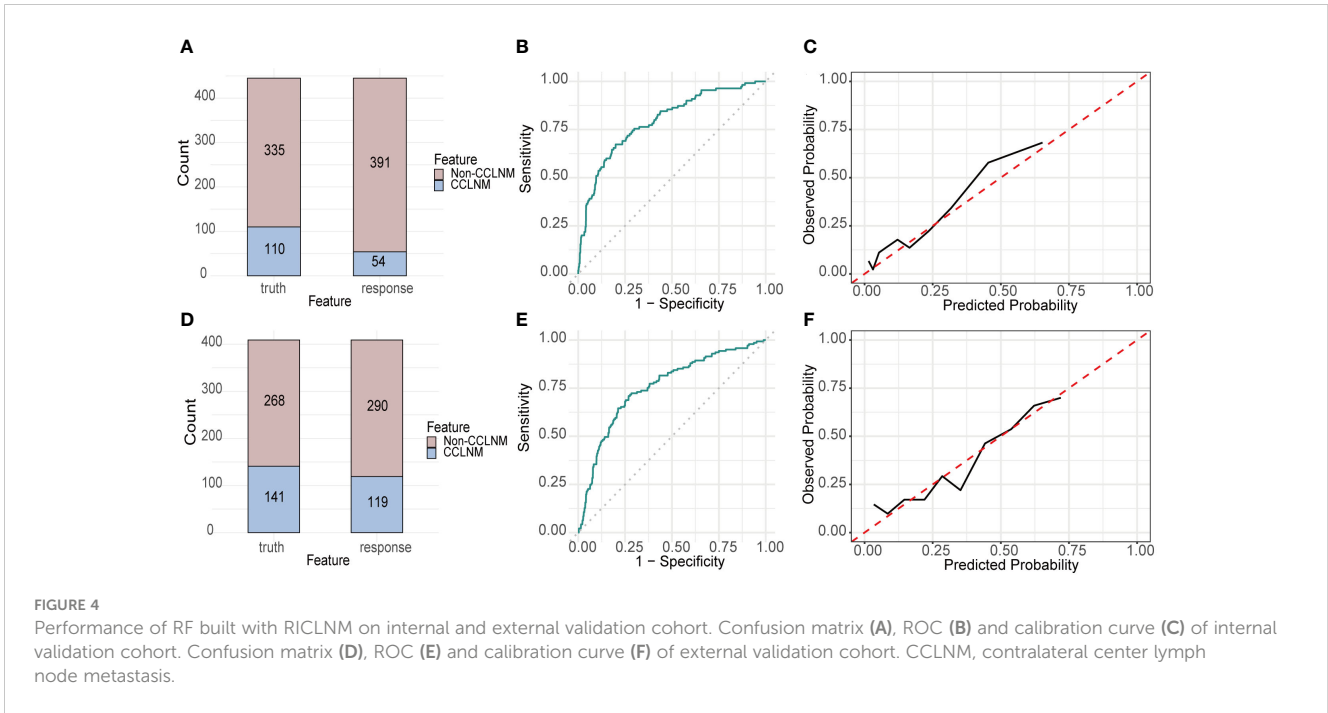 A
400
300
200
100
0
Count
335
110
391
54
truth
response
Feature
Feature
Non-CCLNM
CCLNM
B
1.00
0.75
0.50
0.25
0.00
Sensitivity
0.00 0.25 0.50 0.75 1.00
1 − Specificity
C
1.00
0.75
0.50
0.25
0.00
Observed Probability
0.00 0.25 0.50 0.75 1.00
Predicted Probability
D
400
300
200
100
0
Count
268
141
290
119
truth
response
Feature
Feature
Non-CCLNM
CCLNM
E
1.00
0.75
0.50
0.25
0.00
Sensitivity
0.00 0.25 0.50 0.75 1.00
1 − Specificity
F
1.00
0.75
0.50
0.25
0.00
Observed Probability
0.00 0.25 0.50 0.75 1.00
Predicted Probability
FIGURE 4
Performance of RF built with RICLNM on internal and external validation cohort. Confusion matrix (A), ROC (B) and calibration curve (C) of internal
validation cohort. Confusion matrix (D), ROC (E) and calibration curve (F) of external validation cohort. CCLNM, contralateral center lymph
node metastasis.